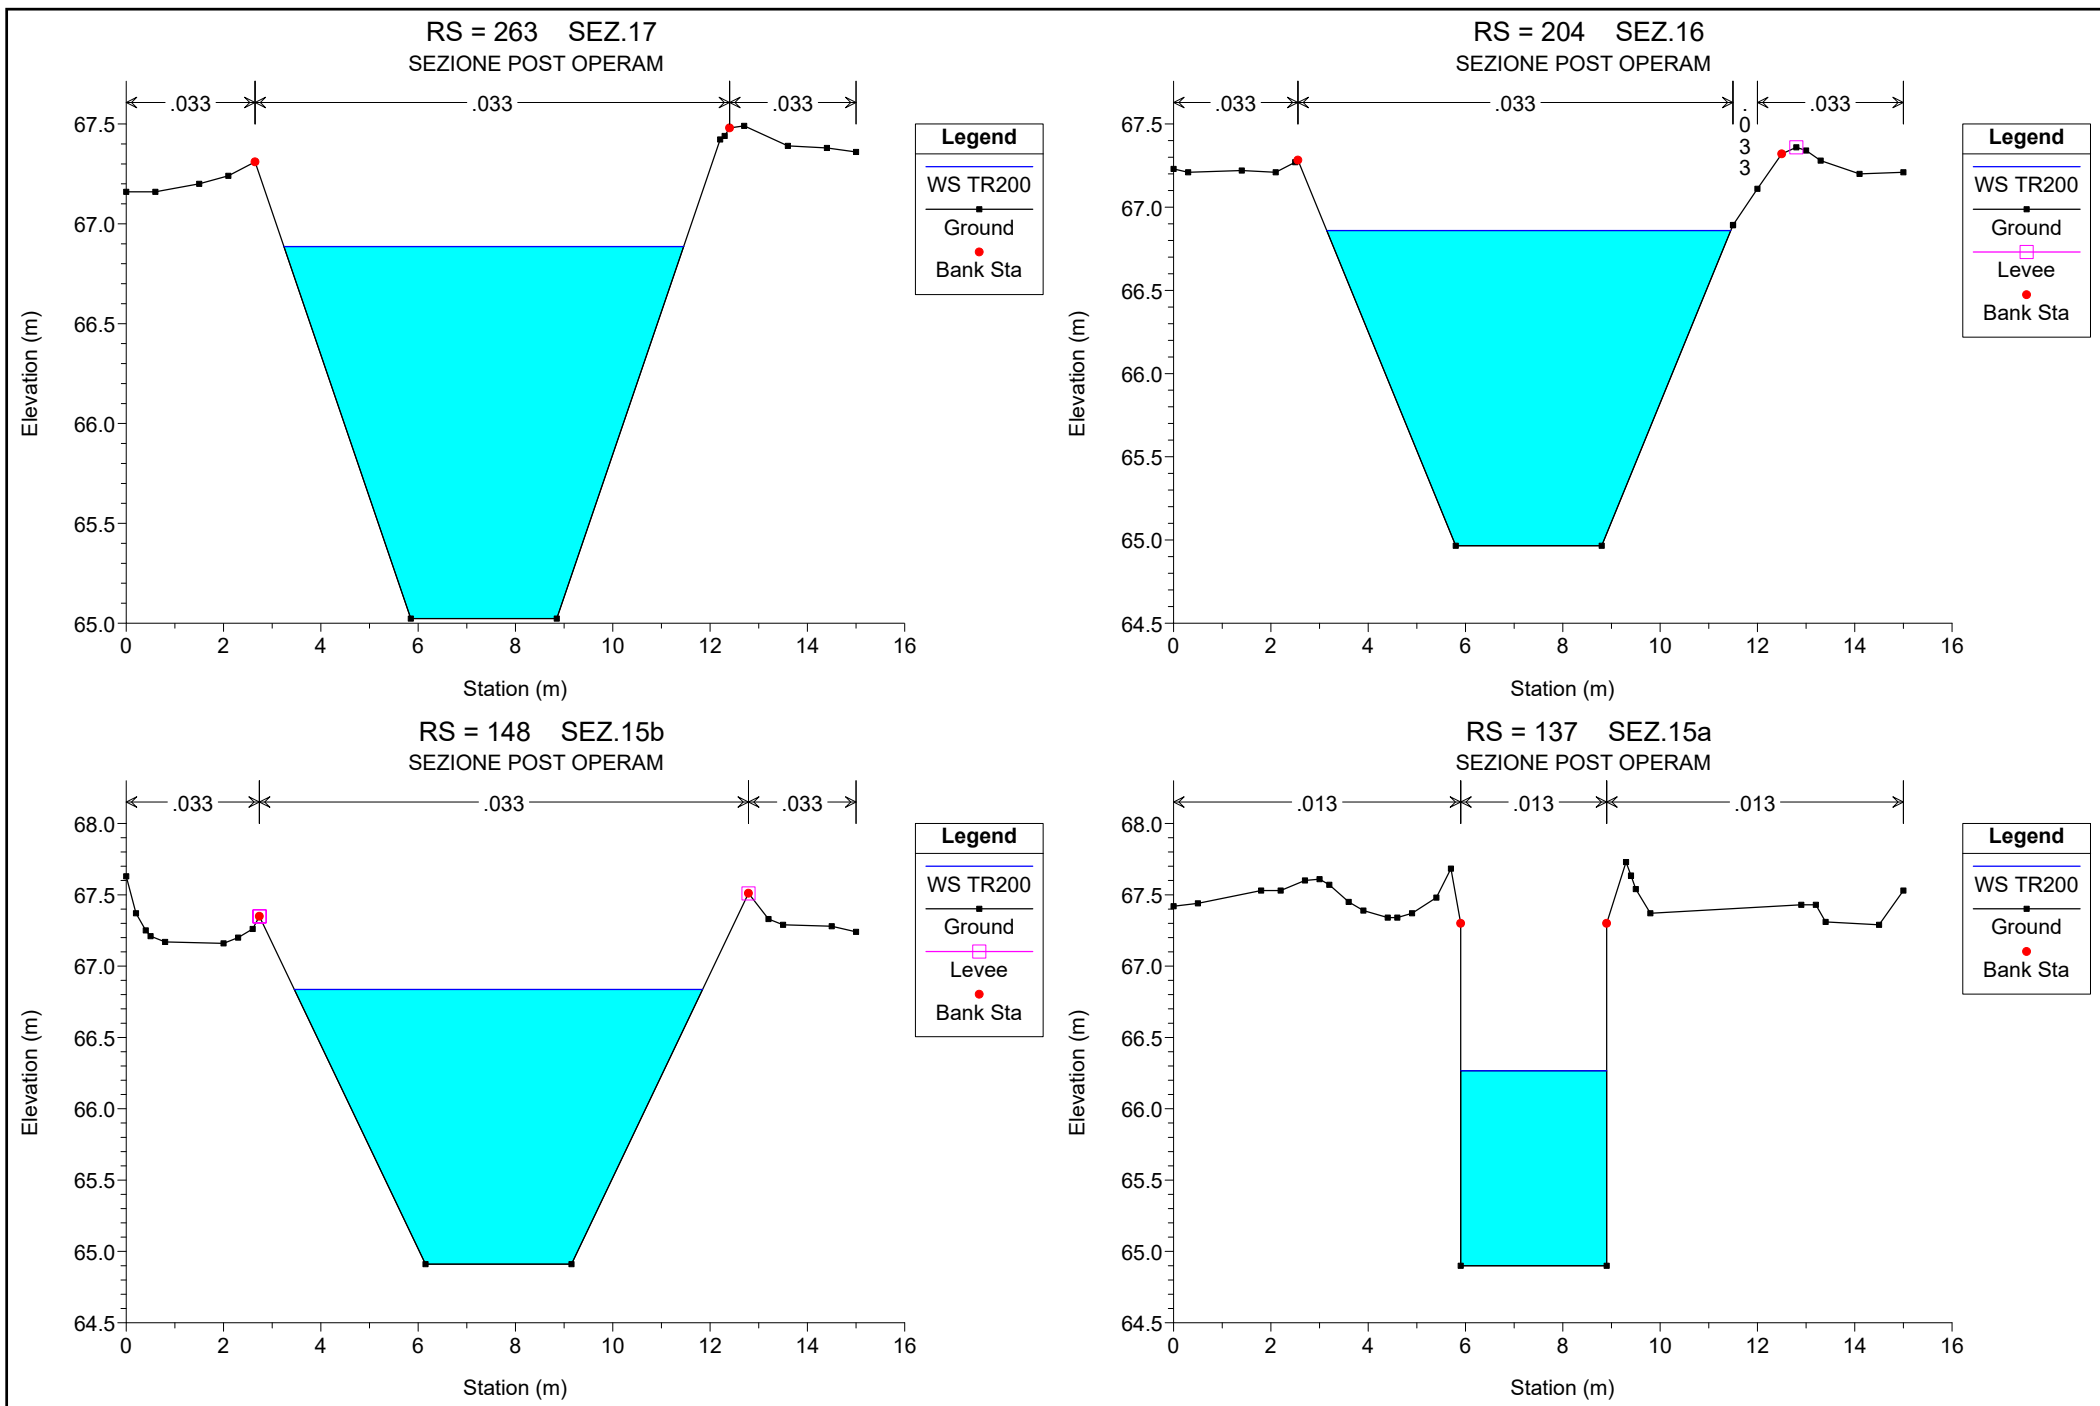 RS = 263 SEZ.17
SEZIONE POST OPERAM
.033 .033 .033
67.5
67.0
66.5
66.0
65.5
65.0
Elevation (m)
0 2 4 6 8 10 12 14 16
Station (m)
Legend
WS TR200
Ground
Bank Sta
RS = 204 SEZ.16
SEZIONE POST OPERAM
.033 .033 .033 .033
67.5
67.0
66.5
66.0
65.5
65.0
64.5
Elevation (m)
0 2 4 6 8 10 12 14 16
Station (m)
Legend
WS TR200
Ground
Levee
Bank Sta
RS = 148 SEZ.15b
SEZIONE POST OPERAM
.033 .033 .033
68.0
67.5
67.0
66.5
66.0
65.5
65.0
64.5
Elevation (m)
0 2 4 6 8 10 12 14 16
Station (m)
Legend
WS TR200
Ground
Levee
Bank Sta
RS = 137 SEZ.15a
SEZIONE POST OPERAM
.013 .013 .013
68.0
67.5
67.0
66.5
66.0
65.5
65.0
64.5
Elevation (m)
0 2 4 6 8 10 12 14 16
Station (m)
Legend
WS TR200
Ground
Bank Sta